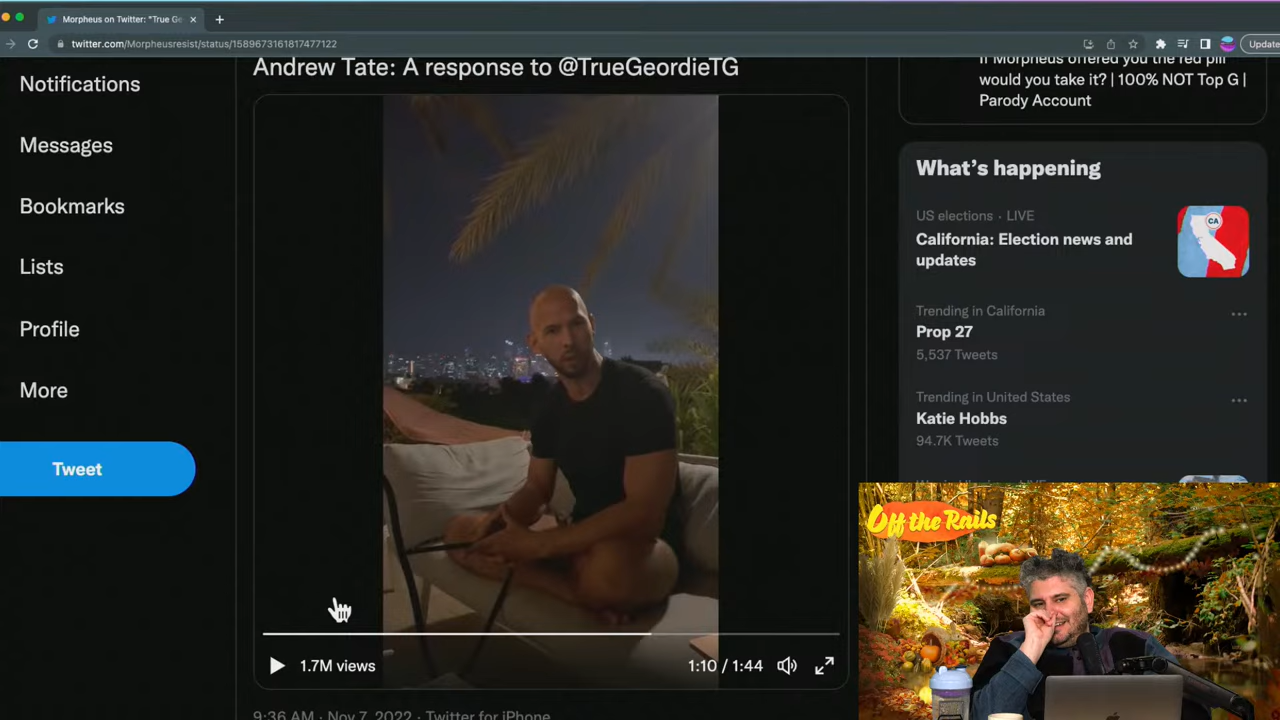 Morpheus on Twitter: "True Ge
twitter.com/Morpheusresist/status/1589673161817477122
Update
Notifications
Messages
Bookmarks
Lists
Profile
More
Tweet
Andrew Tate: A response to @TrueGeordieTG
1.7M views
1:10 / 1:44
9:36 AM · Nov 7, 2022 · Twitter for iPhone
If Morpheus offered you the red pill
would you take it? | 100% NOT Top G |
Parody Account
What's happening
US elections · LIVE
California: Election news and
updates
CA
Trending in California
Prop 27
5,537 Tweets
Trending in United States
Katie Hobbs
94.7K Tweets
Off the Rails